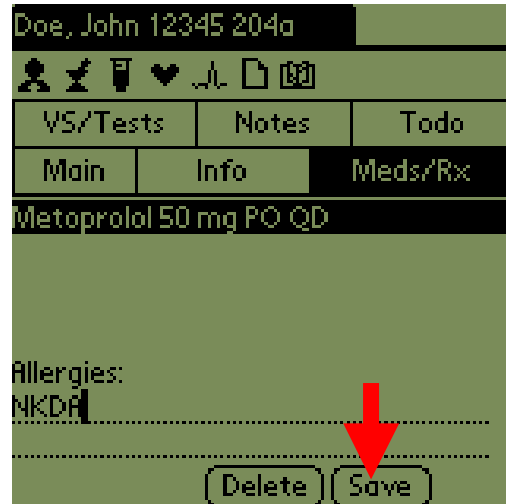 Doe, John 12345 204a
VS/Tests Notes Todo
Main Info Meds/Rx
Metoprolol 50 mg PO QD
Allergies:
NKDA
Delete Save